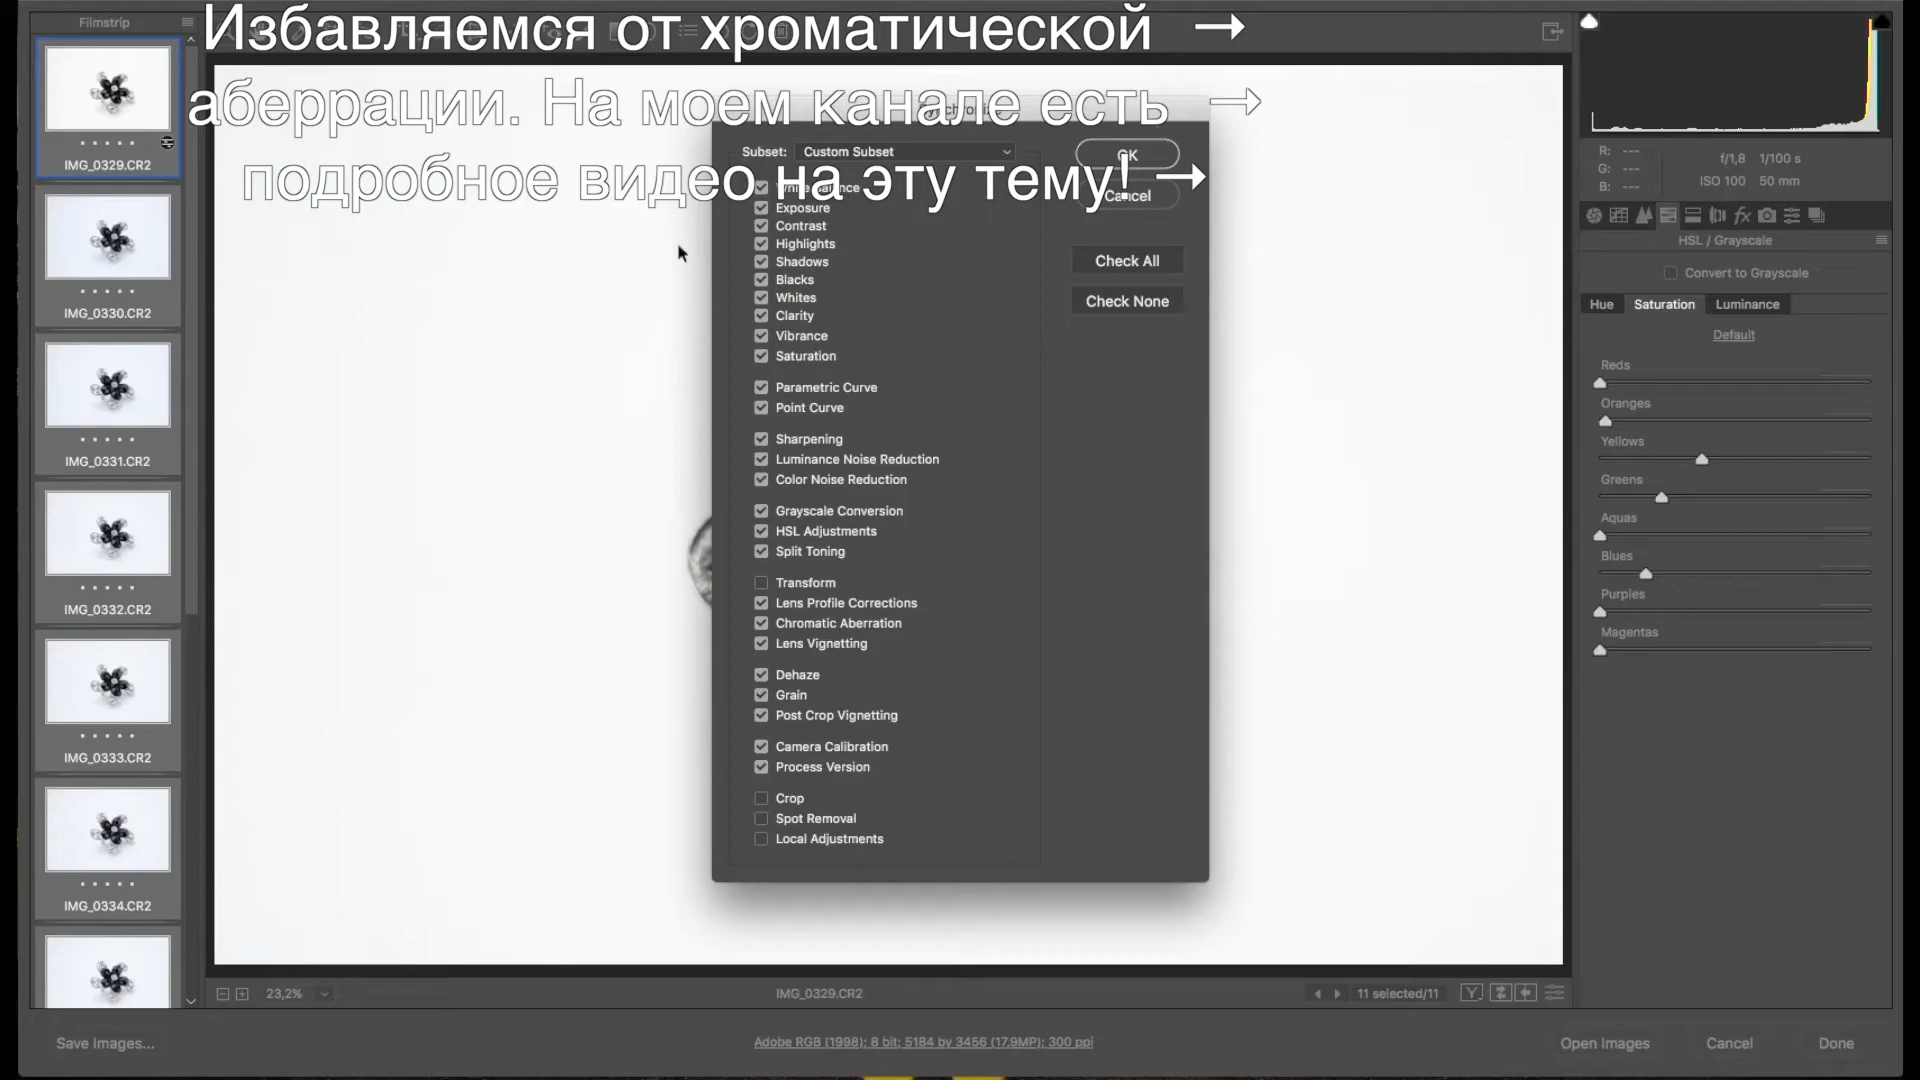 Избавляемся от хроматической →
аберрации. На моем канале есть →
подробное видео на эту тему! →
Filmstrip
IMG_0329.CR2
IMG_0330.CR2
IMG_0331.CR2
IMG_0332.CR2
IMG_0333.CR2
IMG_0334.CR2
Subset: Custom Subset
White Balance
Exposure
Contrast
Highlights
Shadows
Blacks
Whites
Clarity
Vibrance
Saturation
Parametric Curve
Point Curve
Sharpening
Luminance Noise Reduction
Color Noise Reduction
Grayscale Conversion
HSL Adjustments
Split Toning
Transform
Lens Profile Corrections
Chromatic Aberration
Lens Vignetting
Dehaze
Grain
Post Crop Vignetting
Camera Calibration
Process Version
Crop
Spot Removal
Local Adjustments
OK
Cancel
Check All
Check None
R: ---
G: ---
B: ---
f/1,8 1/100 s
ISO 100 50 mm
HSL / Grayscale
Convert to Grayscale
Hue Saturation Luminance
Default
Reds
Oranges
Yellows
Greens
Aquas
Blues
Purples
Magentas
23,2%
IMG_0329.CR2
11 selected/11
Save Images...
Adobe RGB (1998); 8 bit; 5184 by 3456 (17,9MP); 300 ppi
Open Images
Cancel
Done